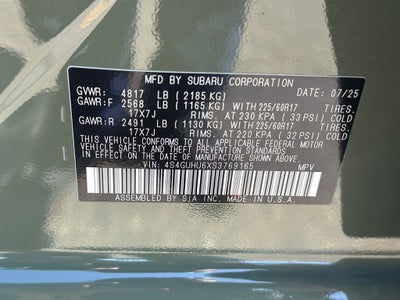 MFD BY SUBARU CORPORATION DATE: 07/25
GVWR: 4817 LB (2185 KG)
GAWR:F 2568 LB (1165 KG) WITH 225/60R17 TIRES.
17X7J RIMS. AT 230 KPA (33 PSI) COLD
GAWR:R 2491 LB (1130 KG) WITH 225/60R17 TIRES.
17X7J RIMS. AT 220 KPA (32 PSI) COLD
THIS VEHICLE CONFORMS TO ALL APPLICABLE FEDERAL MOTOR
VEHICLE SAFETY, BUMPER, AND THEFT PREVENTION STANDARDS
IN EFFECT ON THE DATE OF MANUFACTURE SHOWN ABOVE.
VIN: 4S4GUHU6XS3769165 MPV
ASSEMBLED BY SIA INC. MADE IN U.S.A.